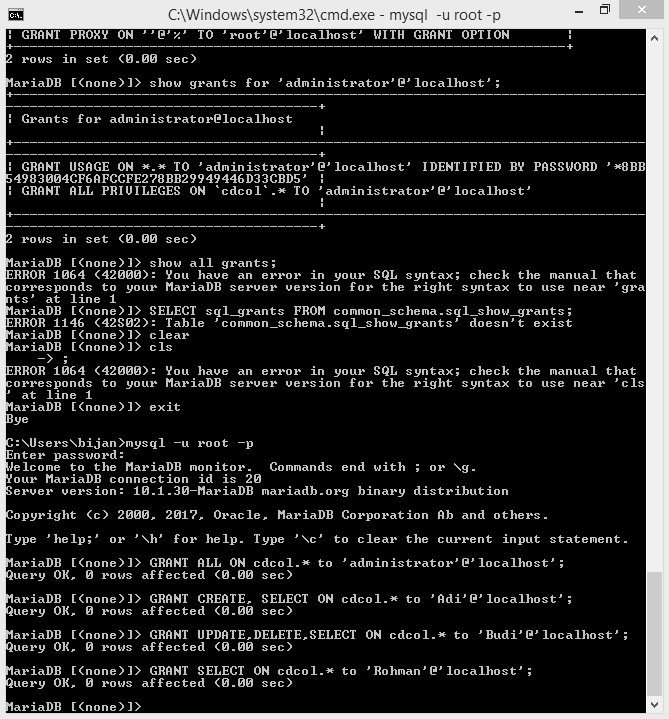 C:\Windows\system32\cmd.exe - mysql -u root -p
| GRANT PROXY ON ''@'%' TO 'root'@'localhost' WITH GRANT OPTION |
+-----------------------------------------------------------------------+
2 rows in set (0.00 sec)
MariaDB [(none)]> show grants for 'administrator'@'localhost';
+--------------------------------------------------------------------------------
---------------------------------------+
| Grants for administrator@localhost
|
+--------------------------------------------------------------------------------
---------------------------------------+
| GRANT USAGE ON *.* TO 'administrator'@'localhost' IDENTIFIED BY PASSWORD '*8BB
54983004CF6AFCCFE278BB29949446D33CBD5' |
| GRANT ALL PRIVILEGES ON `cdcol`.* TO 'administrator'@'localhost'
|
+--------------------------------------------------------------------------------
---------------------------------------+
2 rows in set (0.00 sec)
MariaDB [(none)]> show all grants;
ERROR 1064 (42000): You have an error in your SQL syntax; check the manual that
corresponds to your MariaDB server version for the right syntax to use near 'gra
nts' at line 1
MariaDB [(none)]> SELECT sql_grants FROM common_schema.sql_show_grants;
ERROR 1146 (42S02): Table 'common_schema.sql_show_grants' doesn't exist
MariaDB [(none)]> clear
MariaDB [(none)]> cls
-> ;
ERROR 1064 (42000): You have an error in your SQL syntax; check the manual that
corresponds to your MariaDB server version for the right syntax to use near 'cls
' at line 1
MariaDB [(none)]> exit
Bye
C:\Users\bijan>mysql -u root -p
Enter password:
Welcome to the MariaDB monitor. Commands end with ; or \g.
Your MariaDB connection id is 20
Server version: 10.1.30-MariaDB mariadb.org binary distribution
Copyright (c) 2000, 2017, Oracle, MariaDB Corporation Ab and others.
Type 'help;' or '\h' for help. Type '\c' to clear the current input statement.
MariaDB [(none)]> GRANT ALL ON cdcol.* to 'administrator'@'localhost';
Query OK, 0 rows affected (0.00 sec)
MariaDB [(none)]> GRANT CREATE, SELECT ON cdcol.* to 'Adi'@'localhost';
Query OK, 0 rows affected (0.00 sec)
MariaDB [(none)]> GRANT UPDATE,DELETE,SELECT ON cdcol.* to 'Budi'@'localhost';
Query OK, 0 rows affected (0.00 sec)
MariaDB [(none)]> GRANT SELECT ON cdcol.* to 'Rohman'@'localhost';
Query OK, 0 rows affected (0.00 sec)
MariaDB [(none)]>